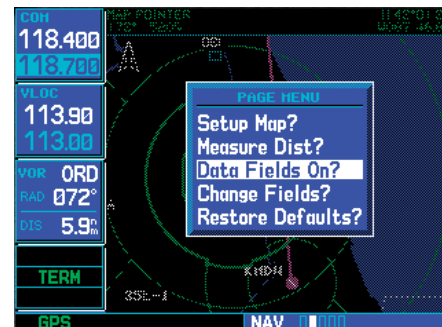 COM
118.400
118.700
VLOC
113.90
113.00
VOR ORD
RAD 072°
DIS 5.9
TERM
GPS
MAP POINTER
PAGE MENU
Setup Map?
Measure Dist?
Data Fields On?
Change Fields?
Restore Defaults?
KMDW
NAV